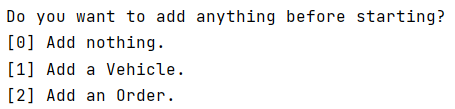 Do you want to add anything before starting?
[0] Add nothing.
[1] Add a Vehicle.
[2] Add an Order.